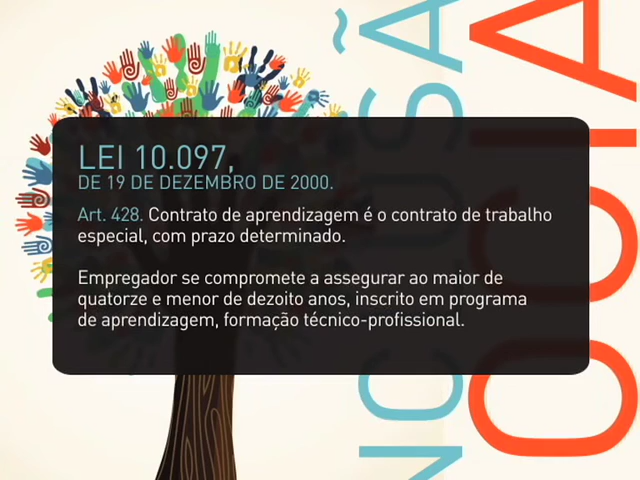 LEI 10.097,
DE 19 DE DEZEMBRO DE 2000.
Art. 428. Contrato de aprendizagem é o contrato de trabalho
especial, com prazo determinado.
Empregador se compromete a assegurar ao maior de
quatorze e menor de dezoito anos, inscrito em programa
de aprendizagem, formação técnico-profissional.